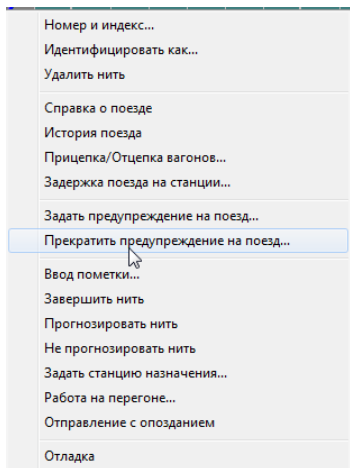 Номер и индекс...
Идентифицировать как...
Удалить нить
Справка о поезде
История поезда
Прицепка/Отцепка вагонов...
Задержка поезда на станции...
Задать предупреждение на поезд...
Прекратить предупреждение на поезд...
Ввод пометки...
Завершить нить
Прогнозировать нить
Не прогнозировать нить
Задать станцию назначения...
Работа на перегоне...
Отправление с опозданием
Отладка